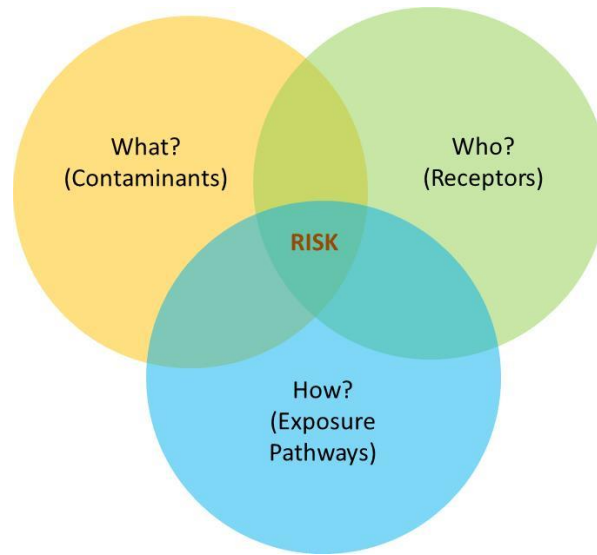 What?
(Contaminants)
Who?
(Receptors)
RISK
How?
(Exposure
Pathways)